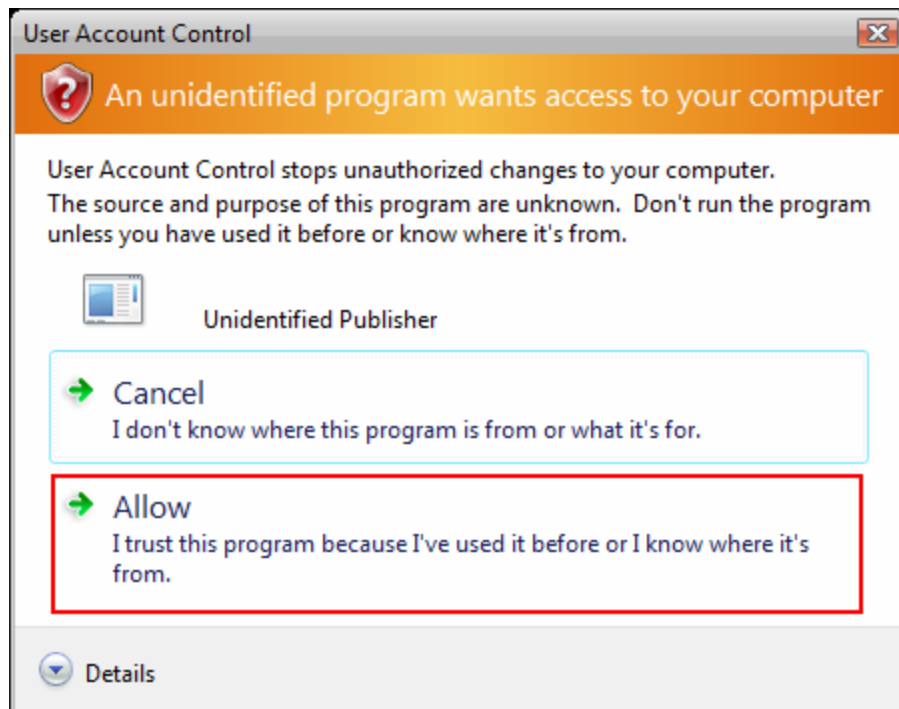 User Account Control
An unidentified program wants access to your computer
User Account Control stops unauthorized changes to your computer.
The source and purpose of this program are unknown.  Don't run the program
unless you have used it before or know where it's from.
Unidentified Publisher
Cancel
I don't know where this program is from or what it's for.
Allow
I trust this program because I've used it before or I know where it's
from.
Details